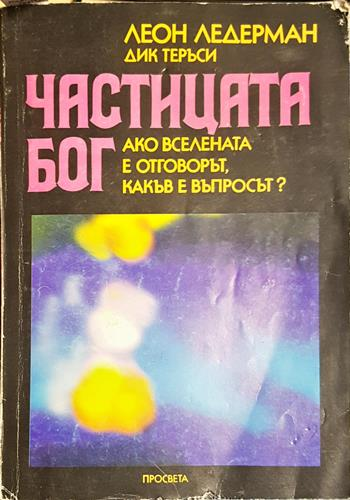 ЛЕОН ЛЕДЕРМАН
ДИК ТЕРЪСИ
ЧАСТИЦАТА
БОГ
АКО ВСЕЛЕНАТА
Е ОТГОВОРЪТ,
КАКЪВ Е ВЪПРОСЪТ?
ПРОСВЕТА